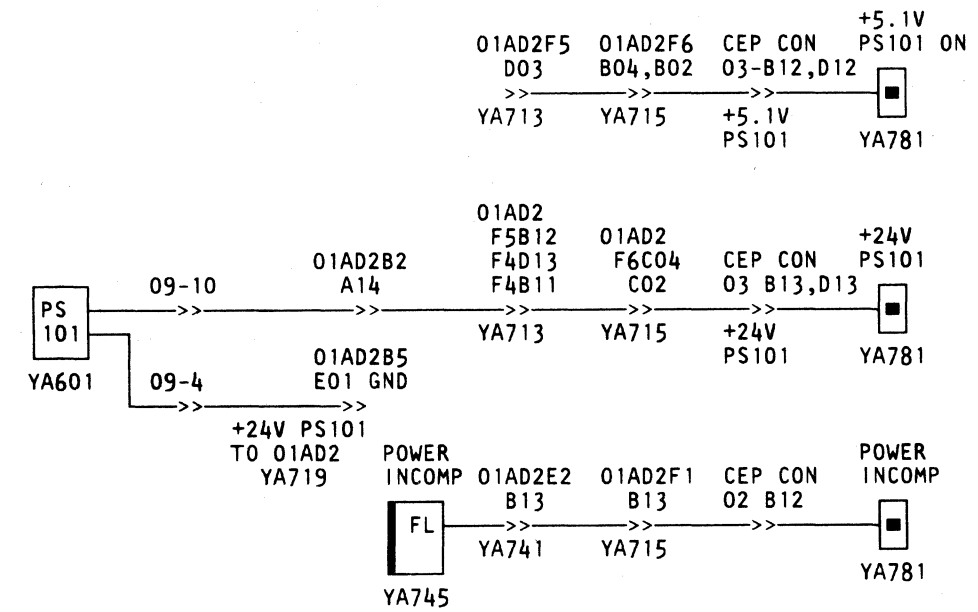 +5.1V
01AD2F5 01AD2F6 CEP CON PS101 ON
D03 B04,B02 03-B12,D12
>> >> >>
YA713 YA715 +5.1V YA781
PS101
01AD2
F5B12 01AD2 +24V
01AD2B2 F4D13 F6C04 CEP CON PS101
09-10 A14 F4B11 C02 03 B13,D13
PS >> >> >> >> >>
101 YA713 YA715 +24V YA781
01AD2B5 PS101
YA601 09-4 E01 GND
>> >>
+24V PS101
TO 01AD2 POWER POWER
YA719 INCOMP 01AD2E2 01AD2F1 CEP CON INCOMP
B13 B13 02 B12
FL >> >> >>
YA741 YA715 YA781
YA745